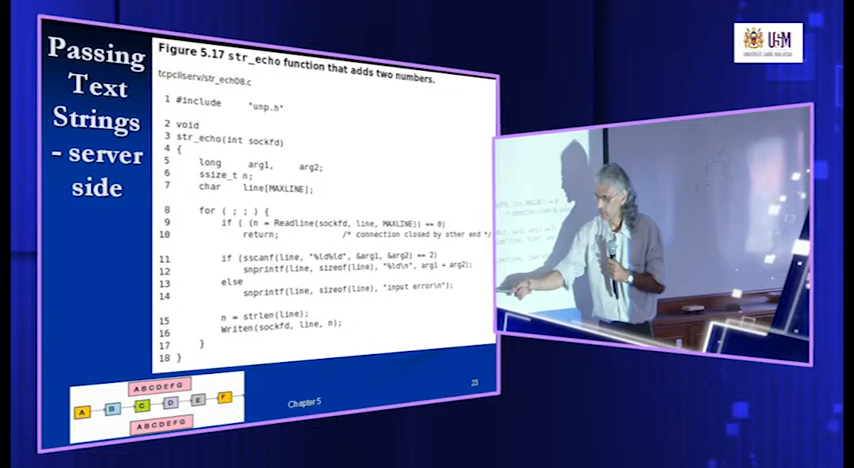 Passing
Text
Strings
- server
side
Figure 5.17 str_echo function that adds two numbers.
tcpcliserv/str_ech08.c
1 #include "unp.h"
2 void
3 str_echo(int sockfd)
4 {
5 long arg1, arg2;
6 ssize_t n;
7 char line[MAXLINE];
8 for ( ; ; ) {
9 if ( (n = Readline(sockfd, line, MAXLINE)) == 0)
10 return; /* connection closed by other end */
11 if (sscanf(line, "%ld%ld", &arg1, &arg2) == 2)
12 snprintf(line, sizeof(line), "%ld\n", arg1 + arg2);
13 else
14 snprintf(line, sizeof(line), "input error\n");
15 n = strlen(line);
16 Writen(sockfd, line, n);
17 }
18 }
ABCDEFG
A B C D E F
ABCDEFG
Chapter 5
23
USM